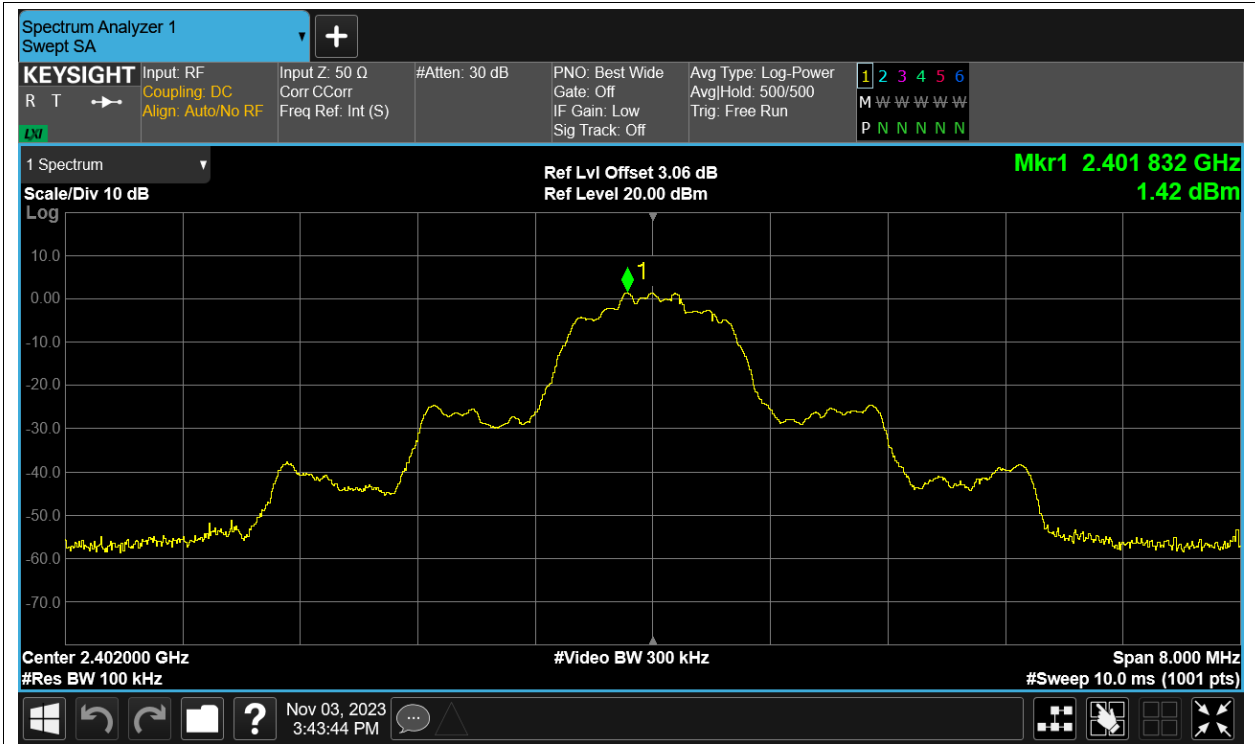 Spectrum Analyzer 1
Swept SA
KEYSIGHT
R T
LXI
Input: RF
Coupling: DC
Align: Auto/No RF
Input Z: 50 Ω
Corr CCorr
Freq Ref: Int (S)
#Atten: 30 dB
PNO: Best Wide
Gate: Off
IF Gain: Low
Sig Track: Off
Avg Type: Log-Power
Avg|Hold: 500/500
Trig: Free Run
1 2 3 4 5 6
M W W W W W
P N N N N N
1 Spectrum
Scale/Div 10 dB
Log
Ref Lvl Offset 3.06 dB
Ref Level 20.00 dBm
Mkr1 2.401 832 GHz
1.42 dBm
1
10.0
0.00
-10.0
-20.0
-30.0
-40.0
-50.0
-60.0
-70.0
Center 2.402000 GHz
#Res BW 100 kHz
#Video BW 300 kHz
Span 8.000 MHz
#Sweep 10.0 ms (1001 pts)
?
Nov 03, 2023
3:43:44 PM